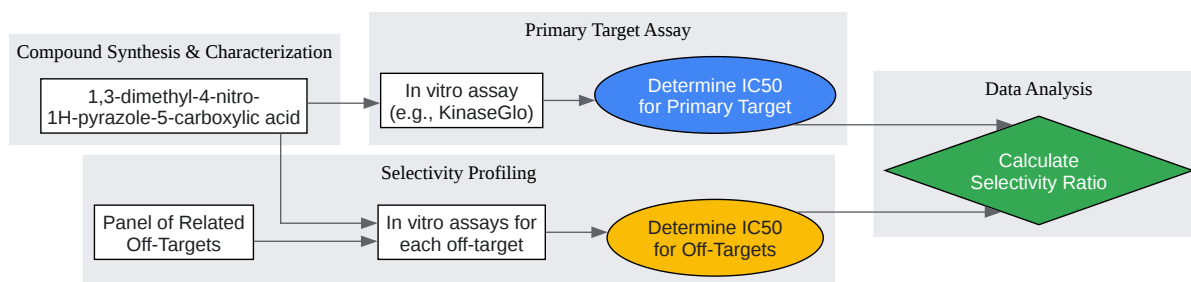 Compound Synthesis & Characterization
1,3-dimethyl-4-nitro-
1H-pyrazole-5-carboxylic acid
Primary Target Assay
In vitro assay
(e.g., KinaseGlo)
Determine IC50
for Primary Target
Selectivity Profiling
Panel of Related
Off-Targets
In vitro assays for
each off-target
Determine IC50
for Off-Targets
Data Analysis
Calculate
Selectivity Ratio